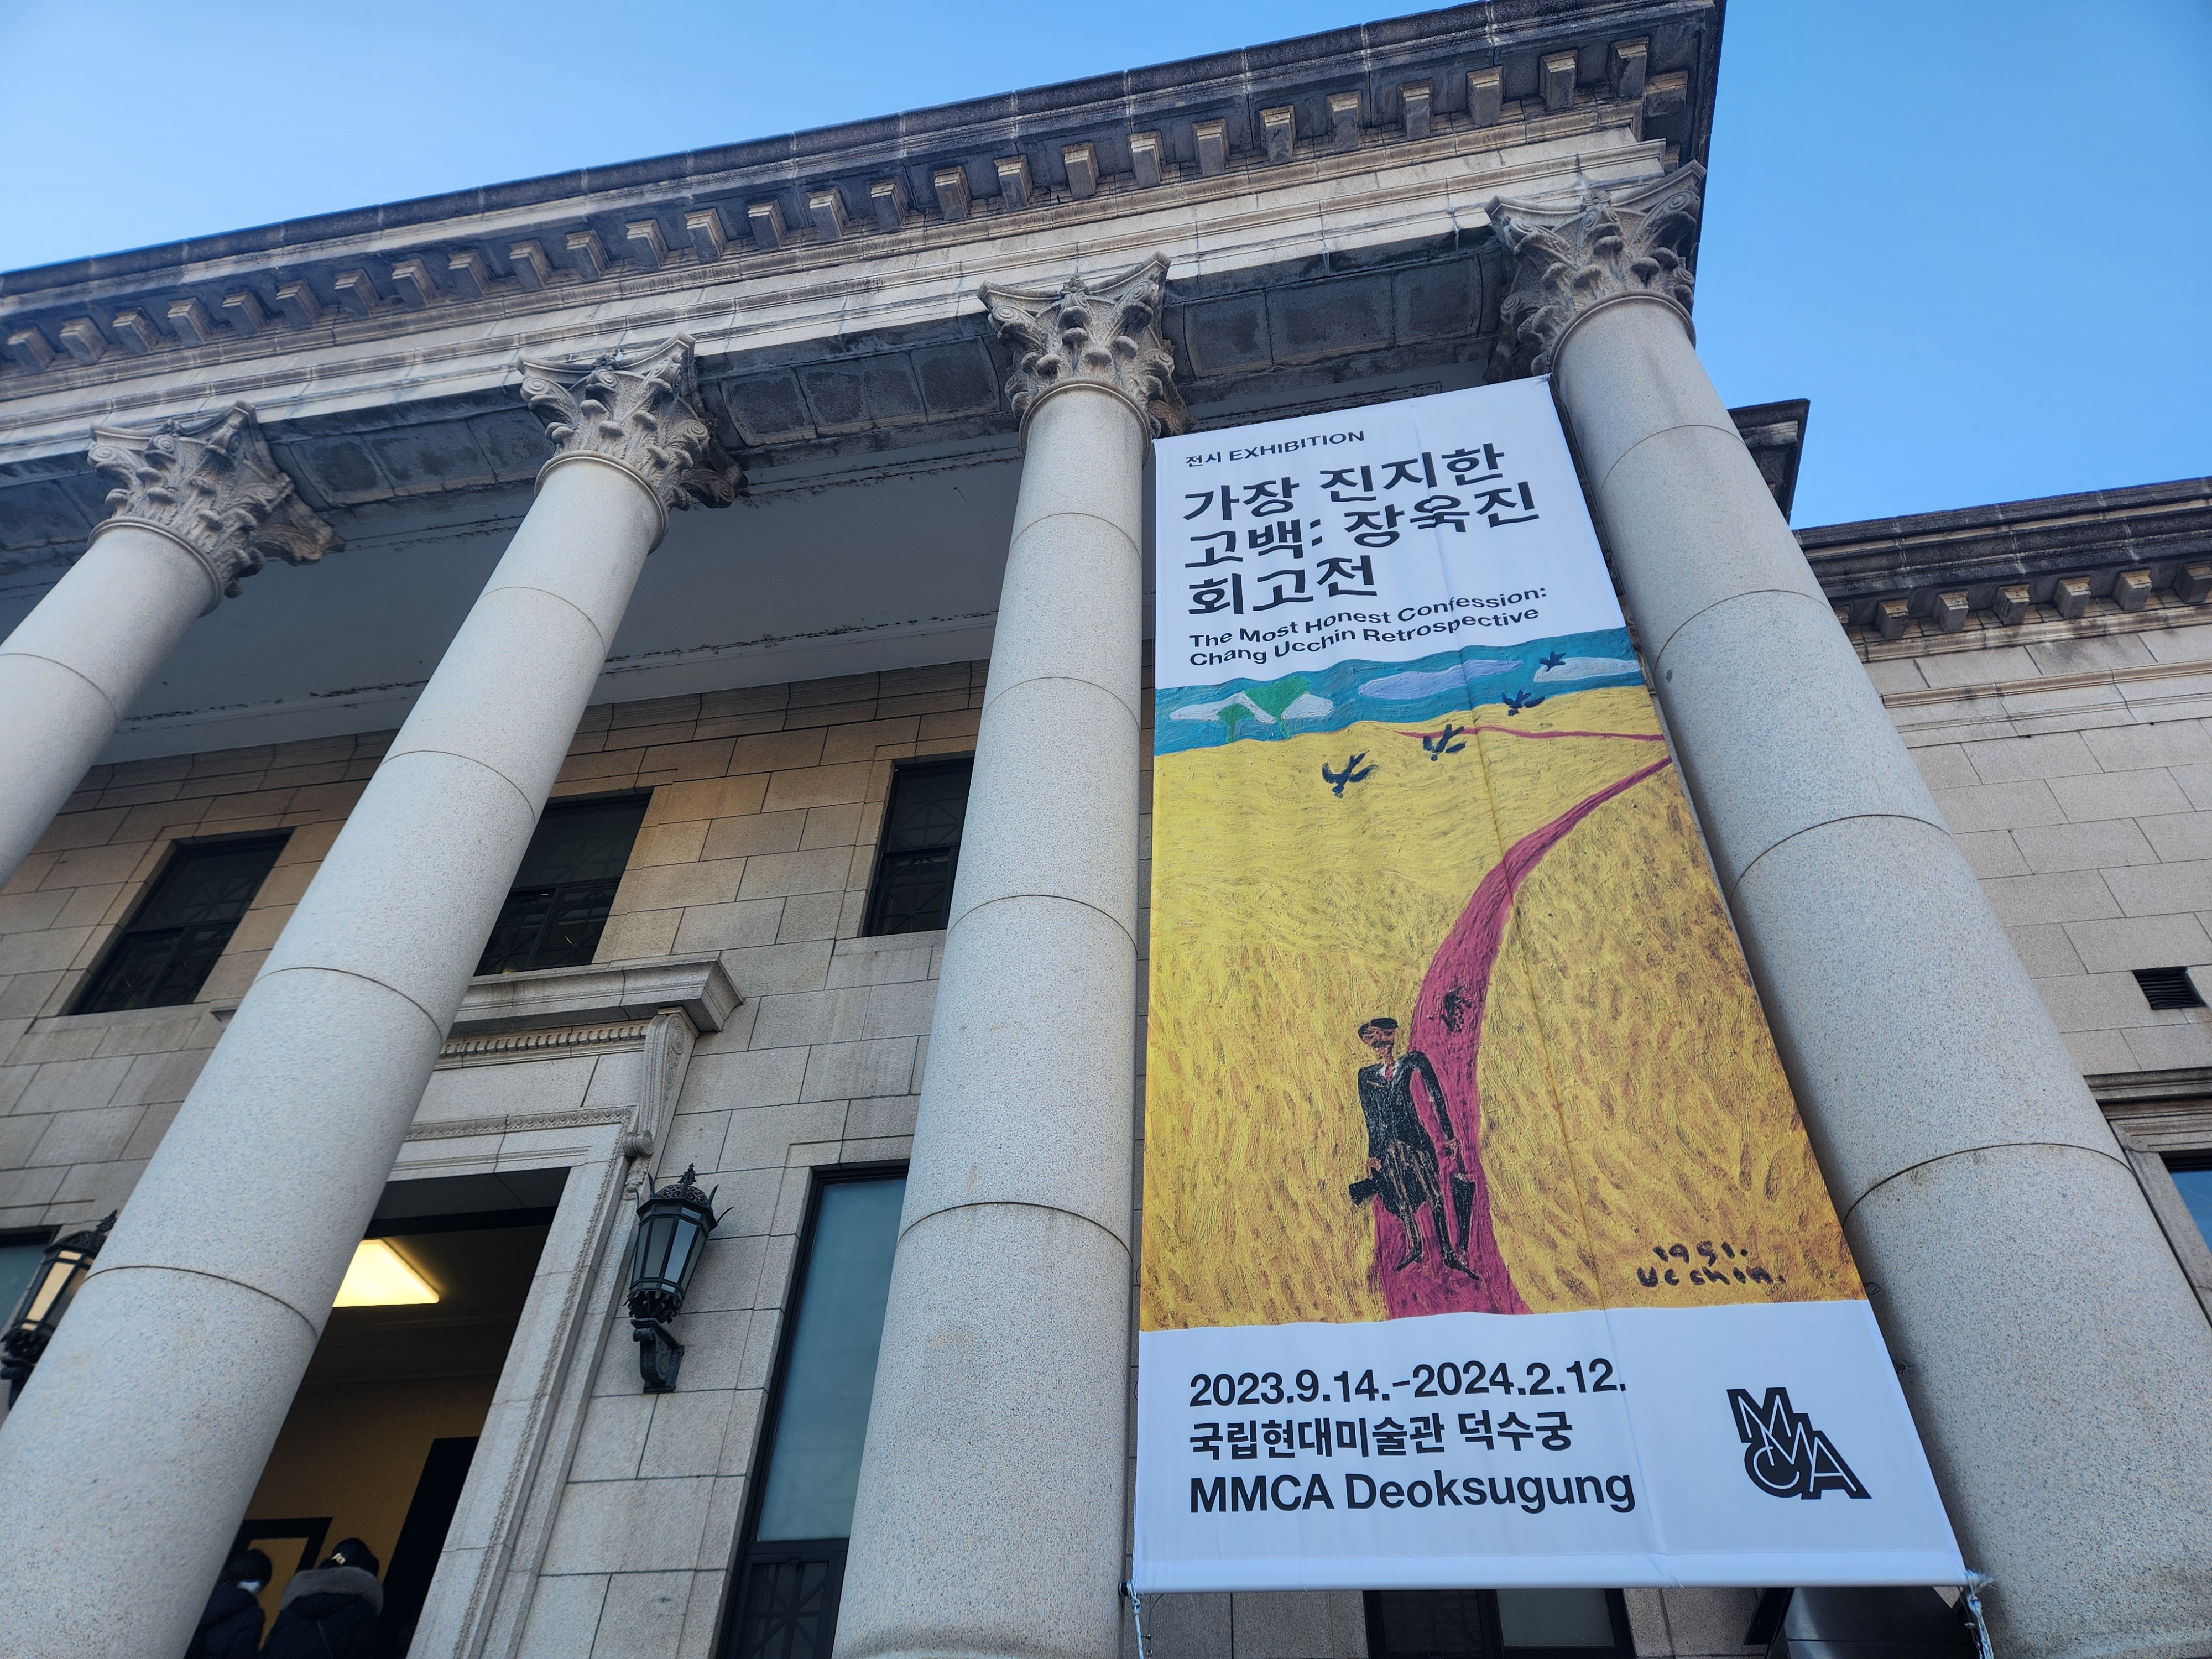 전시 EXHIBITION
가장 진지한
고백: 장욱진
회고전
The Most Honest Confession:
Chang Ucchin Retrospective
1951.
Ucchin.
2023.9.14.-2024.2.12.
국립현대미술관 덕수궁
MMCA Deoksugung
MMCA